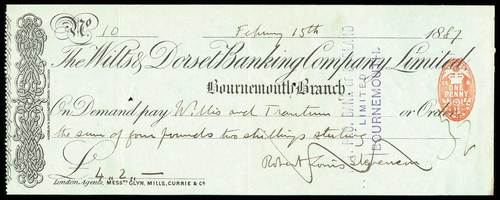 No. 10 Febry 15th 1887
The Wilts & Dorset Banking Company Limited
Bournemouth Branch
On Demand pay Willis and Trantum or Order
the sum of four pounds two shillings sterling
Robert Louis Stevenson
£ 4..2.—
London Agents, Messrs Glyn, Mills, Currie & Co
LIMITED
BOURNEMOUTH
ONE PENNY